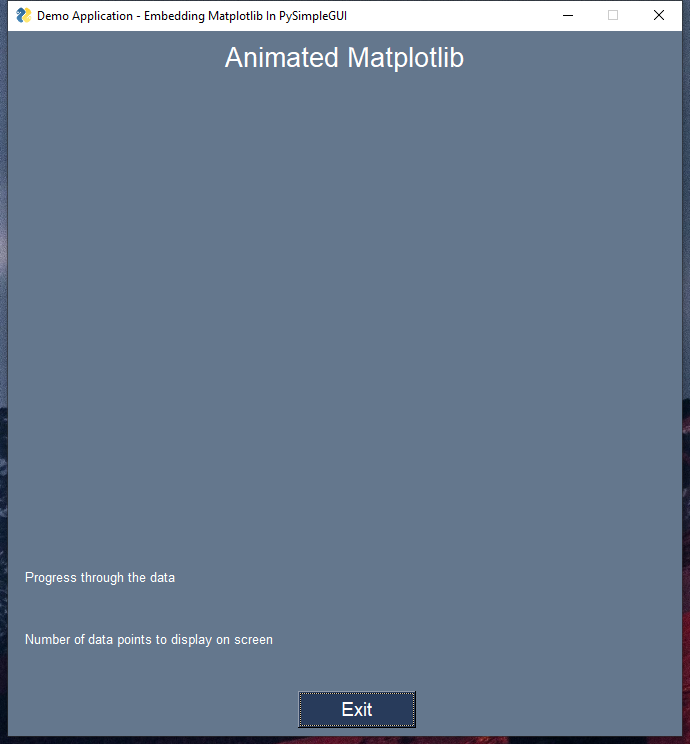 Demo Application - Embedding Matplotlib In PySimpleGUI
Animated Matplotlib
Progress through the data
Number of data points to display on screen
Exit